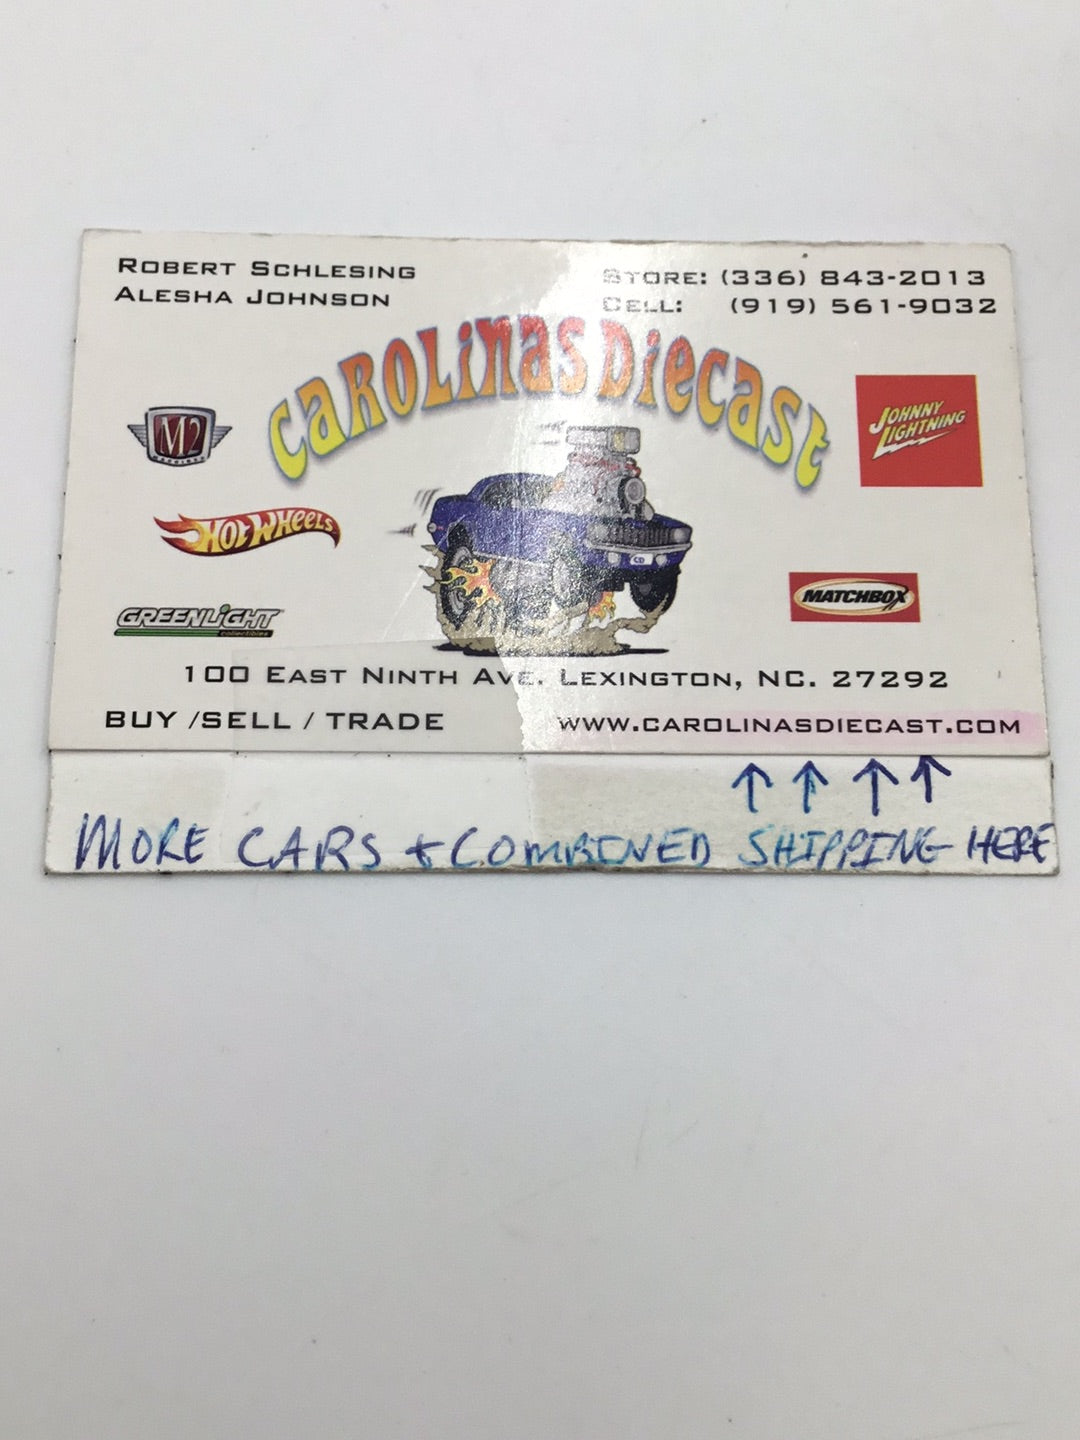 ROBERT SCHLESING
ALESHA JOHNSON
STORE: (336) 843-2013
CELL: (919) 561-9032
CAROLINAS DIECAST
M2
MACHINES
JOHNNY
LIGHTNING
HOT WHEELS
CD
MATCHBOX
GREENLIGHT
collectibles
100 EAST NINTH AVE. LEXINGTON, NC. 27292
BUY /SELL / TRADE
WWW.CAROLINASDIECAST.COM
MORE CARS + COMBINED SHIPPING HERE